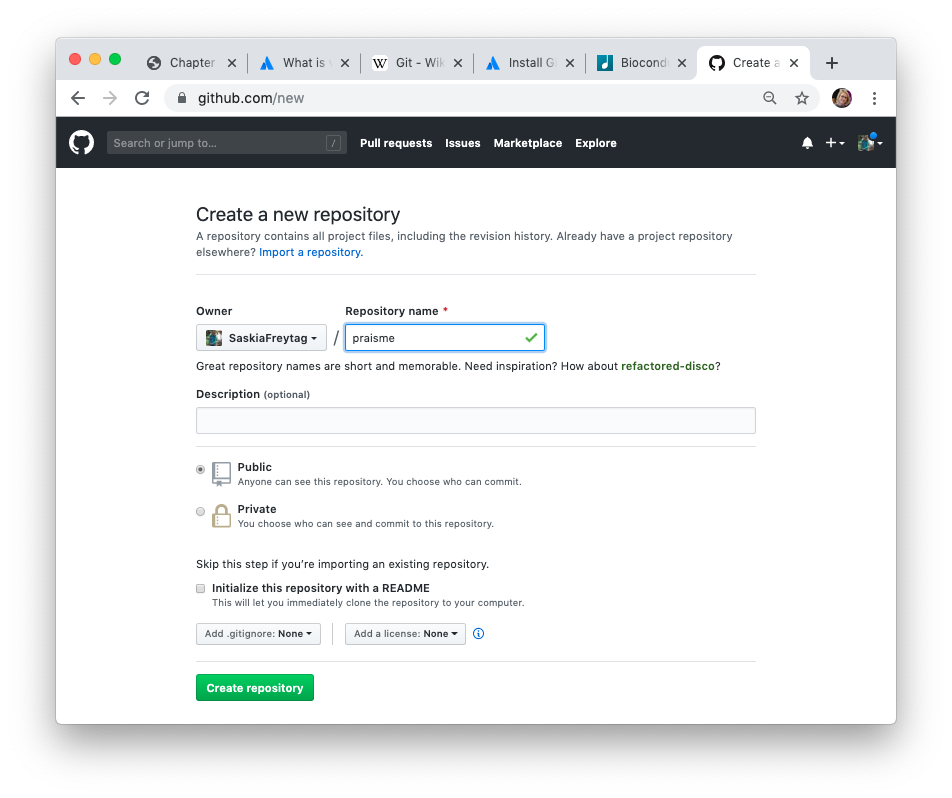 Chapter
What is
W Git - Wik
Install Gi
Biocondu
Create a
github.com/new
Search or jump to… /
Pull requests Issues Marketplace Explore
Create a new repository
A repository contains all project files, including the revision history. Already have a project repository
elsewhere? Import a repository.
Owner Repository name *
SaskiaFreytag / praisme
Great repository names are short and memorable. Need inspiration? How about refactored-disco?
Description (optional)
Public
Anyone can see this repository. You choose who can commit.
Private
You choose who can see and commit to this repository.
Skip this step if you’re importing an existing repository.
Initialize this repository with a README
This will let you immediately clone the repository to your computer.
Add .gitignore: None Add a license: None
Create repository